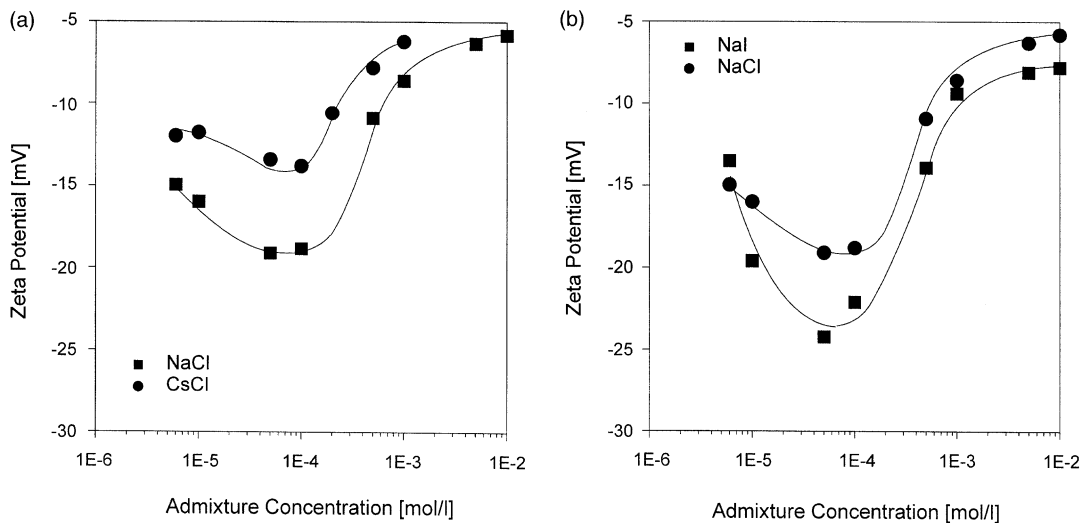 (a)
-5
-10
-15
-20
-25
-30
Zeta Potential [mV]
NaCl
CsCl
1E-6
1E-5
1E-4
1E-3
1E-2
Admixture Concentration [mol/l]
(b)
-5
-10
-15
-20
-25
-30
Zeta Potential [mV]
NaI
NaCl
1E-6
1E-5
1E-4
1E-3
1E-2
Admixture Concentration [mol/l]